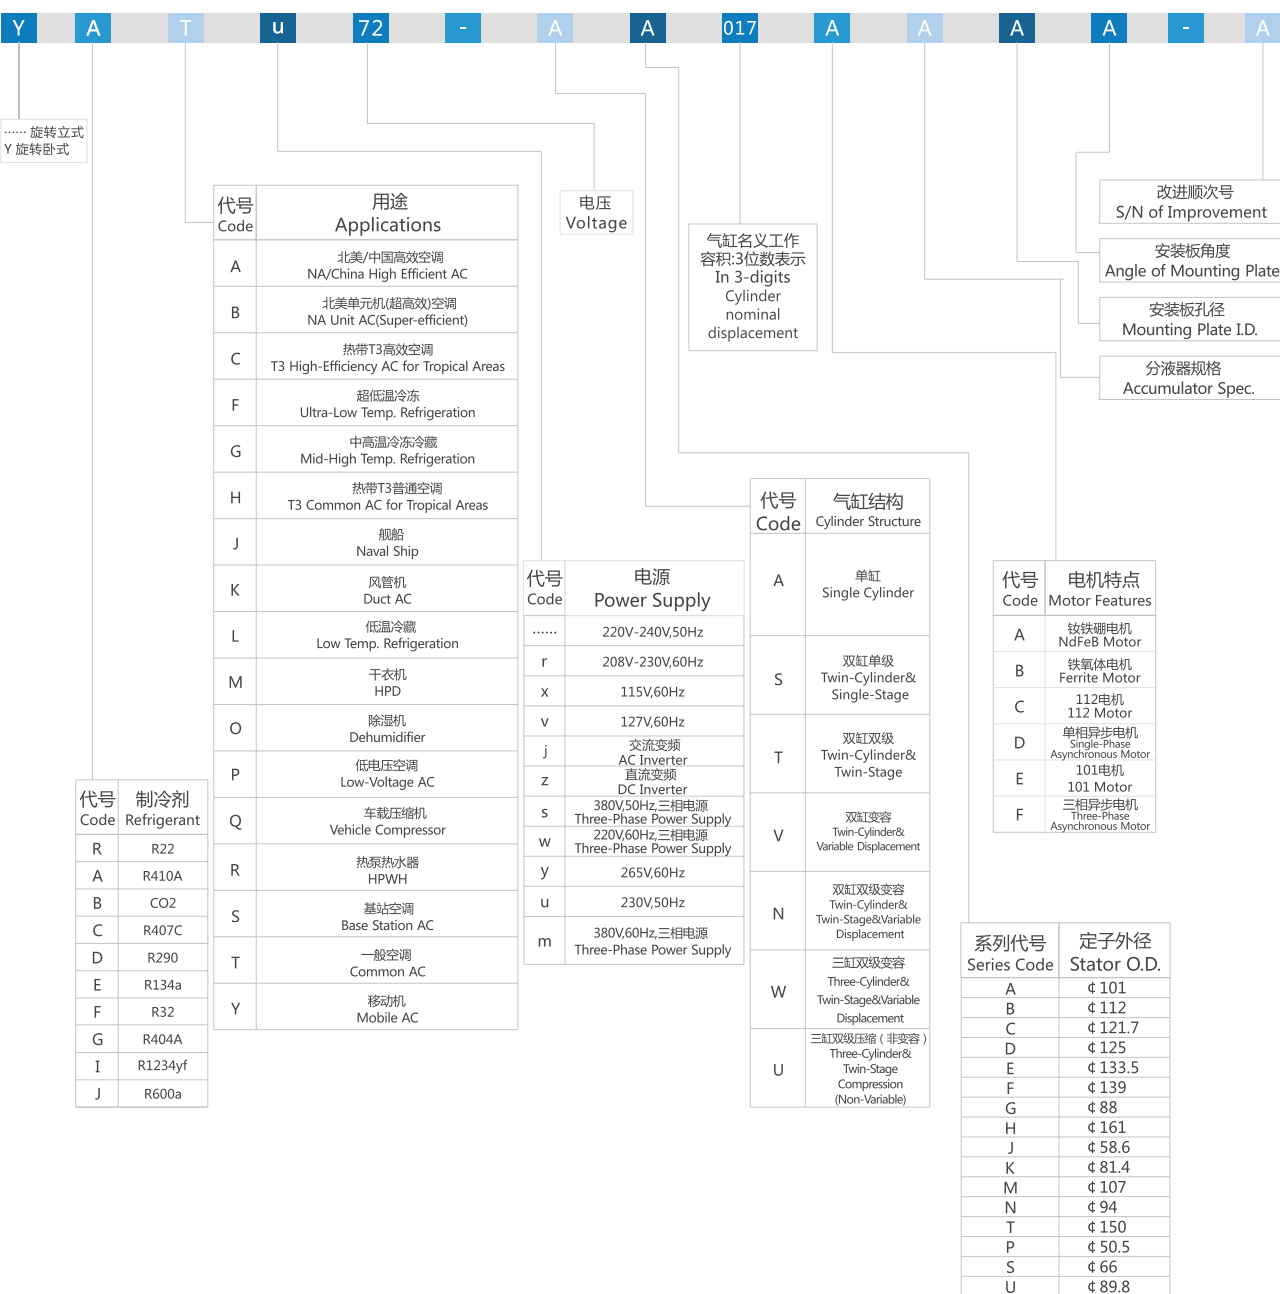 Y A T u 72 - A A 017 A A A A - A
…… 旋转立式
Y 旋转卧式
代号 制冷剂
Code Refrigerant
R R22
A R410A
B CO2
C R407C
D R290
E R134a
F R32
G R404A
I R1234yf
J R600a
代号 用途
Code Applications
A 北美/中国高效空调
NA/China High Efficient AC
B 北美单元机(超高效)空调
NA Unit AC(Super-efficient)
C 热带T3高效空调
T3 High-Efficiency AC for Tropical Areas
F 超低温冷冻
Ultra-Low Temp. Refrigeration
G 中高温冷冻冷藏
Mid-High Temp. Refrigeration
H 热带T3普通空调
T3 Common AC for Tropical Areas
J 舰船
Naval Ship
K 风管机
Duct AC
L 低温冷藏
Low Temp. Refrigeration
M 干衣机
HPD
O 除湿机
Dehumidifier
P 低电压空调
Low-Voltage AC
Q 车载压缩机
Vehicle Compressor
R 热泵热水器
HPWH
S 基站空调
Base Station AC
T 一般空调
Common AC
Y 移动机
Mobile AC
代号 电源
Code Power Supply
…… 220V-240V,50Hz
r 208V-230V,60Hz
x 115V,60Hz
v 127V,60Hz
j 交流变频
AC Inverter
z 直流变频
DC Inverter
s 380V,50Hz,三相电源
Three-Phase Power Supply
w 220V,60Hz,三相电源
Three-Phase Power Supply
y 265V,60Hz
u 230V,50Hz
m 380V,60Hz,三相电源
Three-Phase Power Supply
电压
Voltage
代号 气缸结构
Code Cylinder Structure
A 单缸
Single Cylinder
S 双缸单级
Twin-Cylinder&
Single-Stage
T 双缸双级
Twin-Cylinder&
Twin-Stage
V 双缸变容
Twin-Cylinder&
Variable Displacement
N 双缸双级变容
Twin-Cylinder&
Twin-Stage&Variable
Displacement
W 三缸双级变容
Three-Cylinder&
Twin-Stage&Variable
Displacement
U 三缸双级压缩（非变容）
Three-Cylinder&
Twin-Stage
Compression
(Non-Variable)
系列代号 定子外径
Series Code Stator O.D.
A ¢101
B ¢112
C ¢121.7
D ¢125
E ¢133.5
F ¢139
G ¢88
H ¢161
J ¢58.6
K ¢81.4
M ¢107
N ¢94
T ¢150
P ¢50.5
S ¢66
U ¢89.8
气缸名义工作
容积:3位数表示
In 3-digits
Cylinder
nominal
displacement
代号 电机特点
Code Motor Features
A 钕铁硼电机
NdFeB Motor
B 铁氧体电机
Ferrite Motor
C 112电机
112 Motor
D 单相异步电机
Single-Phase
Asynchronous Motor
E 101电机
101 Motor
F 三相异步电机
Three-Phase
Asynchronous Motor
改进顺次号
S/N of Improvement
安装板角度
Angle of Mounting Plate
安装板孔径
Mounting Plate I.D.
分液器规格
Accumulator Spec.